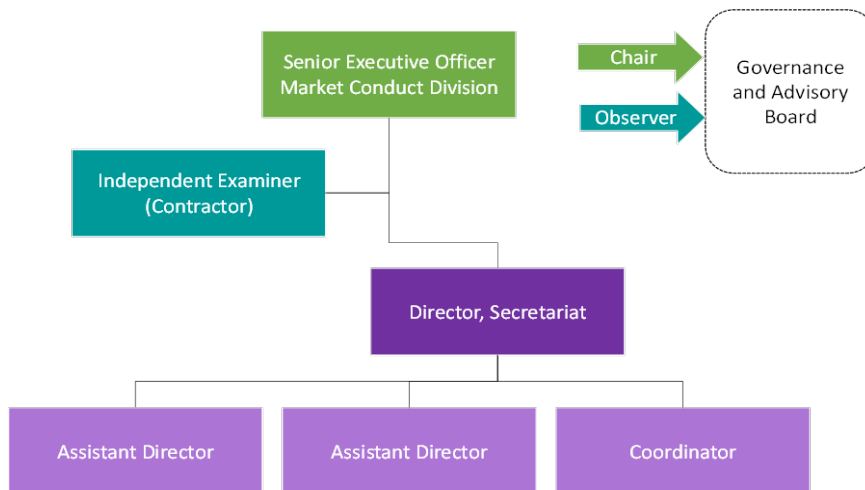 Senior Executive Officer
Market Conduct Division
Chair
Observer
Governance
and Advisory
Board
Independent Examiner
(Contractor)
Director, Secretariat
Assistant Director
Assistant Director
Coordinator